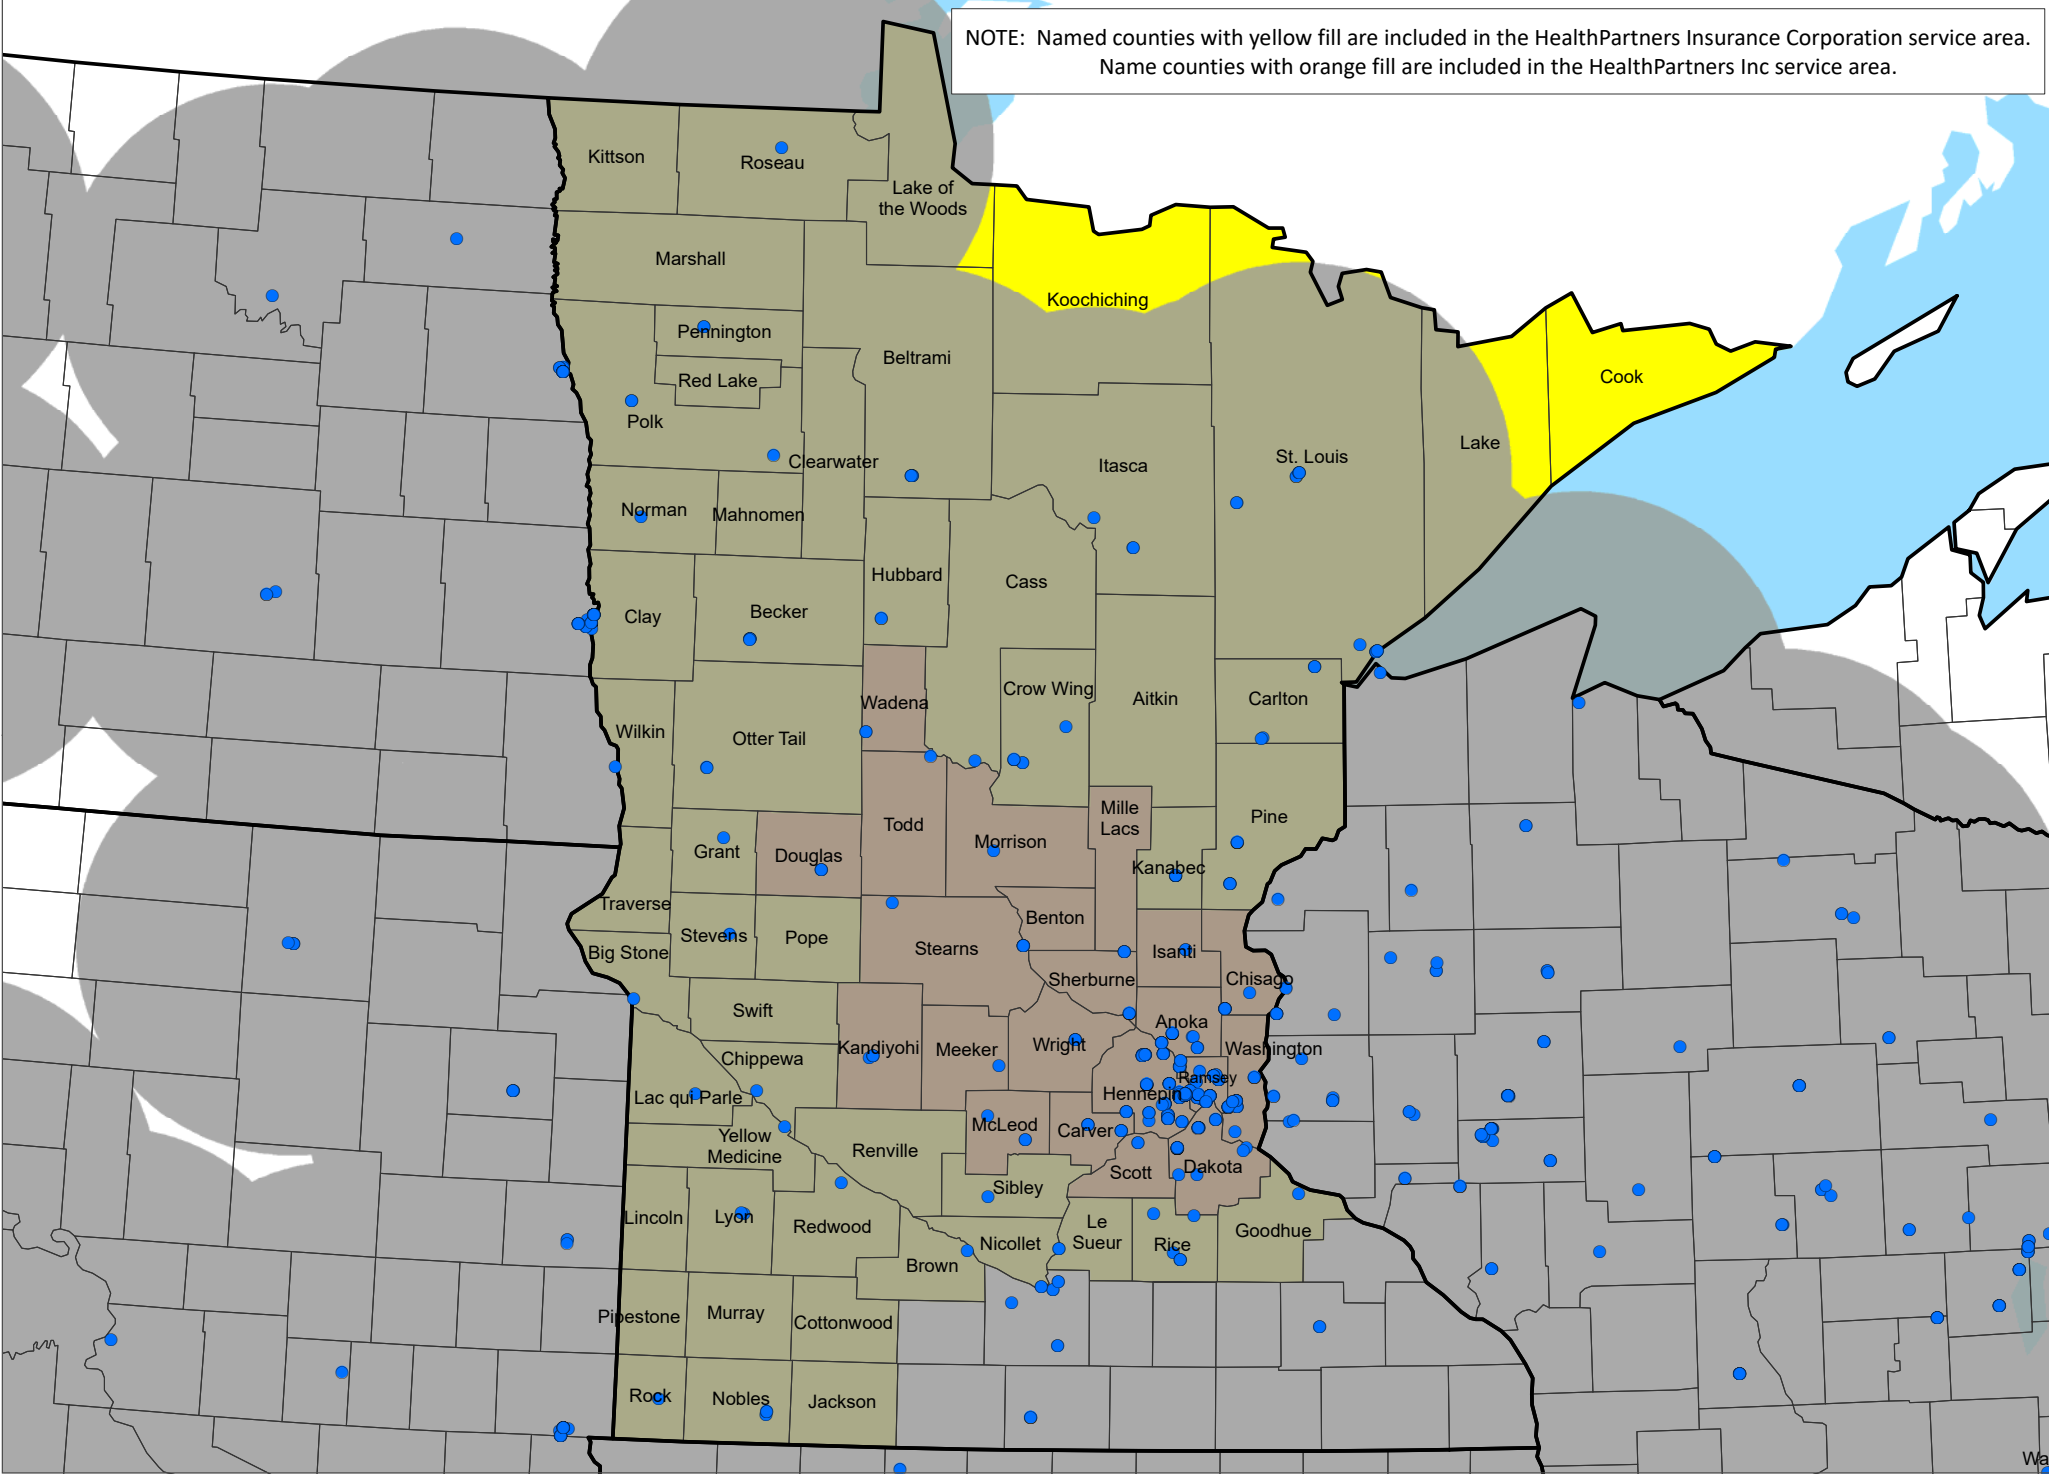 NOTE:  Named counties with yellow fill are included in the HealthPartners Insurance Corporation service area.
Name counties with orange fill are included in the HealthPartners Inc service area.
Kittson
Roseau
Lake of
the Woods
Marshall
Koochiching
Pennington
Beltrami
Red Lake
Cook
Polk
Lake
Clearwater
Itasca
St. Louis
Norman
Mahnomen
Hubbard
Cass
Clay
Becker
Wadena
Crow Wing
Aitkin
Carlton
Wilkin
Otter Tail
Mille
Lacs
Pine
Todd
Morrison
Grant
Douglas
Kanabec
Traverse
Benton
Stevens
Pope
Stearns
Isanti
Big Stone
Sherburne
Chisago
Swift
Anoka
Kandiyohi
Meeker
Wright
Washington
Chippewa
Ramsey
Lac qui Parle
Hennepin
McLeod
Carver
Yellow
Medicine
Renville
Scott
Dakota
Sibley
Lincoln
Lyon
Redwood
Le
Sueur
Rice
Goodhue
Nicollet
Brown
Pipestone
Murray
Cottonwood
Rock
Nobles
Jackson
Wa